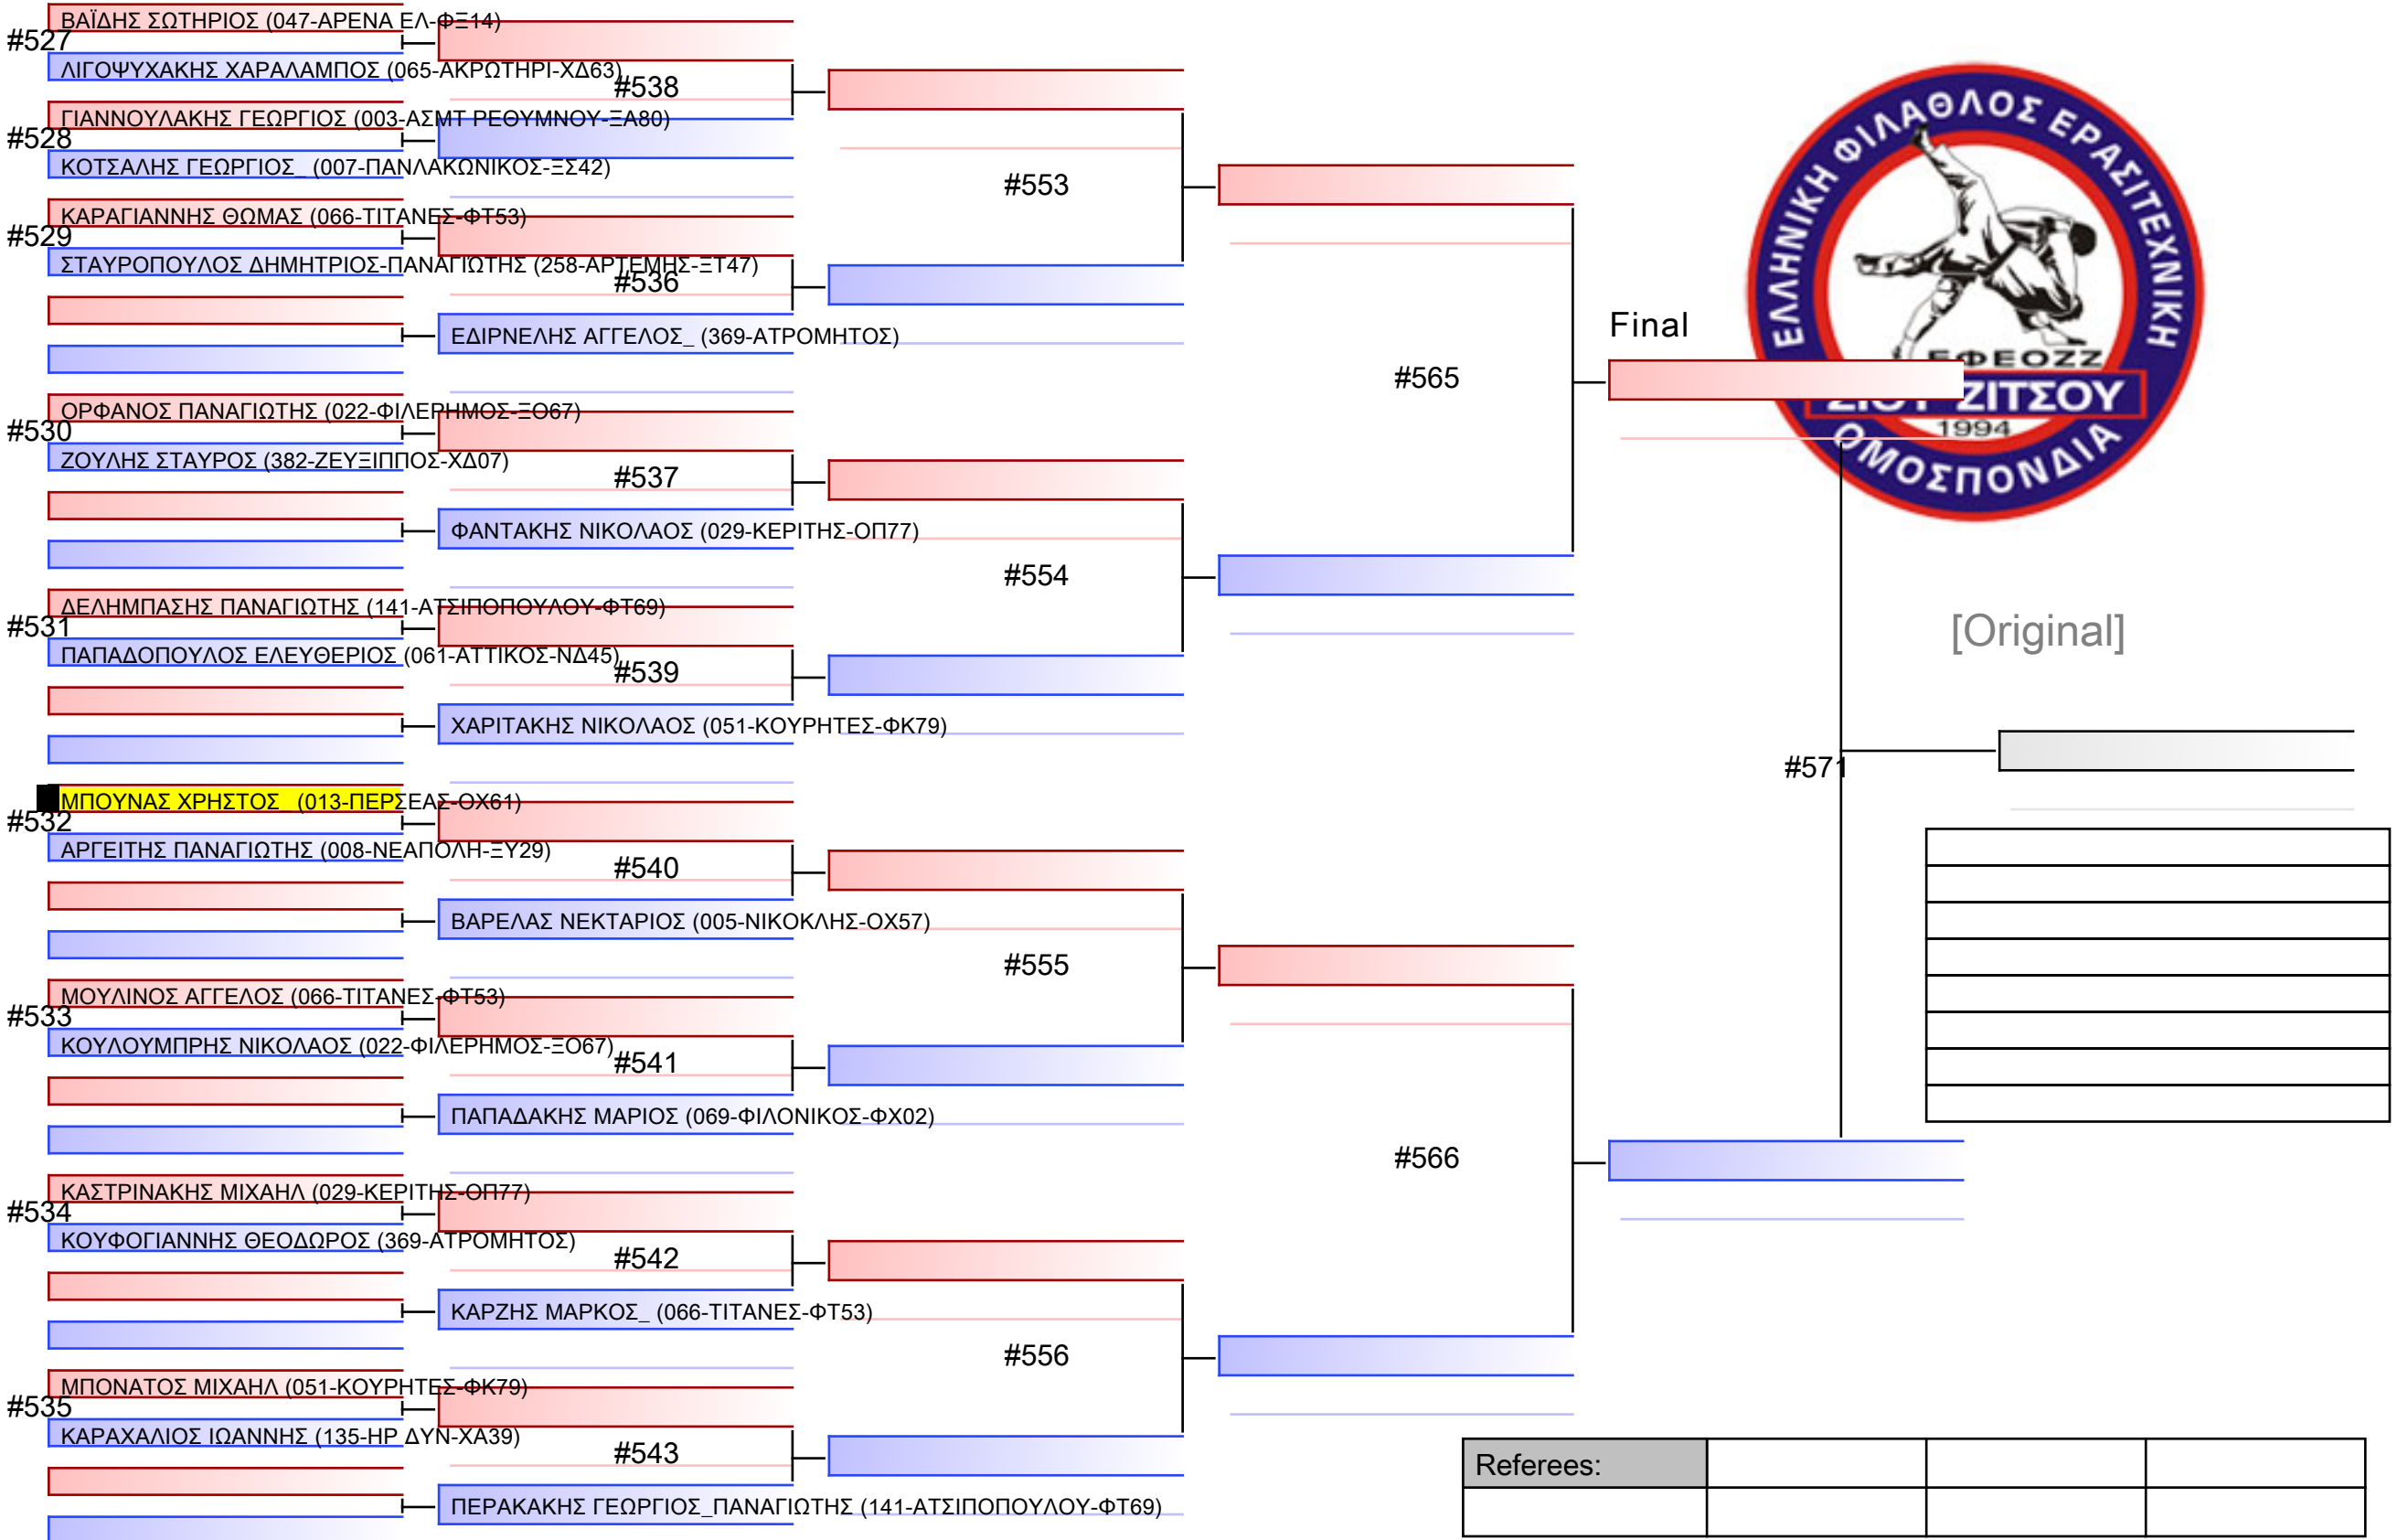 ΒΑΪΔΗΣ ΣΩΤΗΡΙΟΣ (047-ΑΡΕΝΑ ΕΛ-ΦΞ14)
#527
ΛΙΓΟΨΥΧΑΚΗΣ ΧΑΡΑΛΑΜΠΟΣ (065-ΑΚΡΩΤΗΡΙ-ΧΔ63)
#538
ΓΙΑΝΝΟΥΛΑΚΗΣ ΓΕΩΡΓΙΟΣ (003-ΑΣΜΤ ΡΕΘΥΜΝΟΥ-ΞΑ80)
#528
ΚΟΤΣΑΛΗΣ ΓΕΩΡΓΙΟΣ_ (007-ΠΑΝΛΑΚΩΝΙΚΟΣ-ΞΣ42)
#553
ΚΑΡΑΓΙΑΝΝΗΣ ΘΩΜΑΣ (066-ΤΙΤΑΝΕΣ-ΦΤ53)
#529
ΣΤΑΥΡΟΠΟΥΛΟΣ ΔΗΜΗΤΡΙΟΣ-ΠΑΝΑΓΙΩΤΗΣ (258-ΑΡΤΕΜΗΣ-ΞΤ47)
#536
ΕΔΙΡΝΕΛΗΣ ΑΓΓΕΛΟΣ_ (369-ΑΤΡΟΜΗΤΟΣ)
ΕΛΛΗΝΙΚΗ ΦΙΛΑΘΛΟΣ ΕΡΑΣΙΤΕΧΝΙΚΗ
ΕΦΕΟΖΖ
ΖΙΤΣΟΥ
1994
ΟΜΟΣΠΟΝΔΙΑ
Final
#565
ΟΡΦΑΝΟΣ ΠΑΝΑΓΙΩΤΗΣ (022-ΦΙΛΕΡΗΜΟΣ-ΞΟ67)
#530
ΖΟΥΛΗΣ ΣΤΑΥΡΟΣ (382-ΖΕΥΞΙΠΠΟΣ-ΧΔ07)
#537
ΦΑΝΤΑΚΗΣ ΝΙΚΟΛΑΟΣ (029-ΚΕΡΙΤΗΣ-ΟΠ77)
#554
ΔΕΛΗΜΠΑΣΗΣ ΠΑΝΑΓΙΩΤΗΣ (141-ΑΤΣΙΠΟΠΟΥΛΟΥ-ΦΤ69)
#531
[Original]
ΠΑΠΑΔΟΠΟΥΛΟΣ ΕΛΕΥΘΕΡΙΟΣ (061-ΑΤΤΙΚΟΣ-ΝΔ45)
#539
ΧΑΡΙΤΑΚΗΣ ΝΙΚΟΛΑΟΣ (051-ΚΟΥΡΗΤΕΣ-ΦΚ79)
#571
ΜΠΟΥΝΑΣ ΧΡΗΣΤΟΣ_ (013-ΠΕΡΣΕΑΣ-ΟΧ61)
#532
ΑΡΓΕΙΤΗΣ ΠΑΝΑΓΙΩΤΗΣ (008-ΝΕΑΠΟΛΗ-ΞΥ29)
#540
ΒΑΡΕΛΑΣ ΝΕΚΤΑΡΙΟΣ (005-ΝΙΚΟΚΛΗΣ-ΟΧ57)
#555
ΜΟΥΛΙΝΟΣ ΑΓΓΕΛΟΣ (066-ΤΙΤΑΝΕΣ-ΦΤ53)
#533
ΚΟΥΛΟΥΜΠΡΗΣ ΝΙΚΟΛΑΟΣ (022-ΦΙΛΕΡΗΜΟΣ-ΞΟ67)
#541
ΠΑΠΑΔΑΚΗΣ ΜΑΡΙΟΣ (069-ΦΙΛΟΝΙΚΟΣ-ΦΧ02)
#566
ΚΑΣΤΡΙΝΑΚΗΣ ΜΙΧΑΗΛ (029-ΚΕΡΙΤΗΣ-ΟΠ77)
#534
ΚΟΥΦΟΓΙΑΝΝΗΣ ΘΕΟΔΩΡΟΣ (369-ΑΤΡΟΜΗΤΟΣ)
#542
ΚΑΡΖΗΣ ΜΑΡΚΟΣ_ (066-ΤΙΤΑΝΕΣ-ΦΤ53)
#556
ΜΠΟΝΑΤΟΣ ΜΙΧΑΗΛ (051-ΚΟΥΡΗΤΕΣ-ΦΚ79)
#535
ΚΑΡΑΧΑΛΙΟΣ ΙΩΑΝΝΗΣ (135-ΗΡ ΔΥΝ-ΧΑ39)
#543
Referees:
ΠΕΡΑΚΑΚΗΣ ΓΕΩΡΓΙΟΣ_ΠΑΝΑΓΙΩΤΗΣ (141-ΑΤΣΙΠΟΠΟΥΛΟΥ-ΦΤ69)